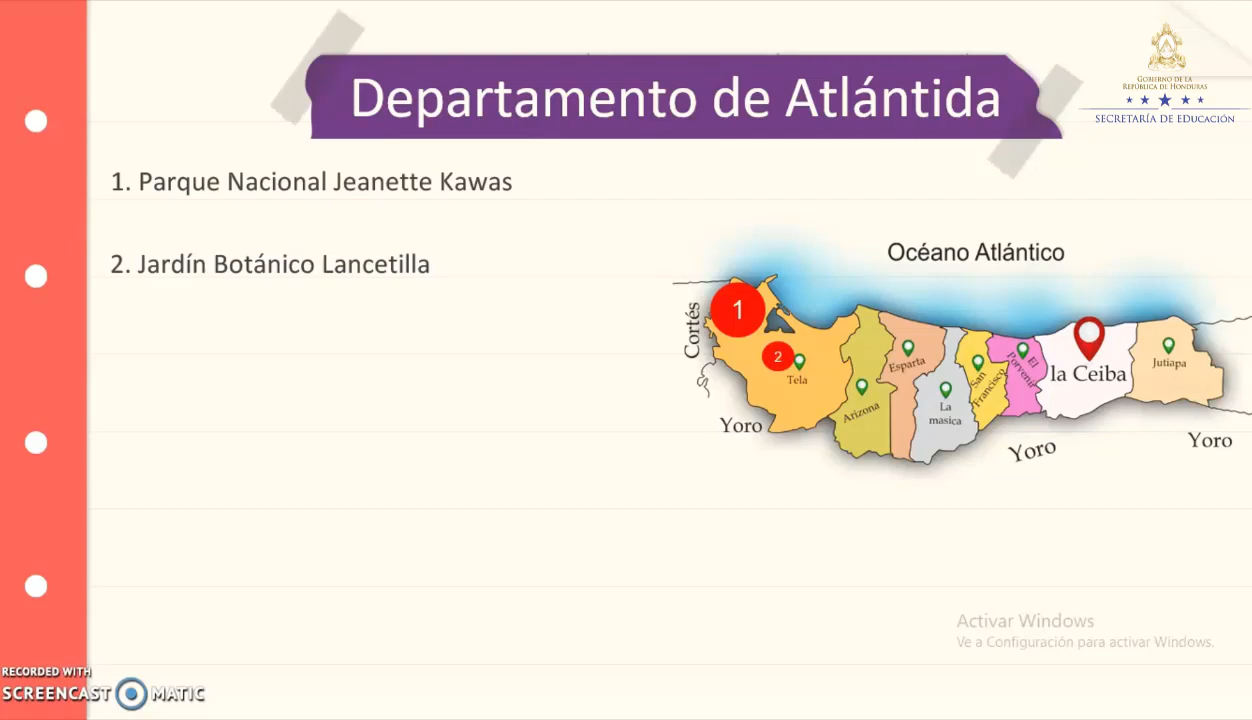 Departamento de Atlántida
GOBIERNO DE LA
REPÚBLICA DE HONDURAS
SECRETARÍA DE EDUCACIÓN
1. Parque Nacional Jeanette Kawas
2. Jardín Botánico Lancetilla
Océano Atlántico
Cortés
1
2
Tela
Arizona
Esparta
La
masica
San
Francisco
El
Porvenir
la Ceiba
Jutiapa
Yoro
Yoro
Yoro
Activar Windows
Ve a Configuración para activar Windows.
RECORDED WITH
SCREENCAST MATIC